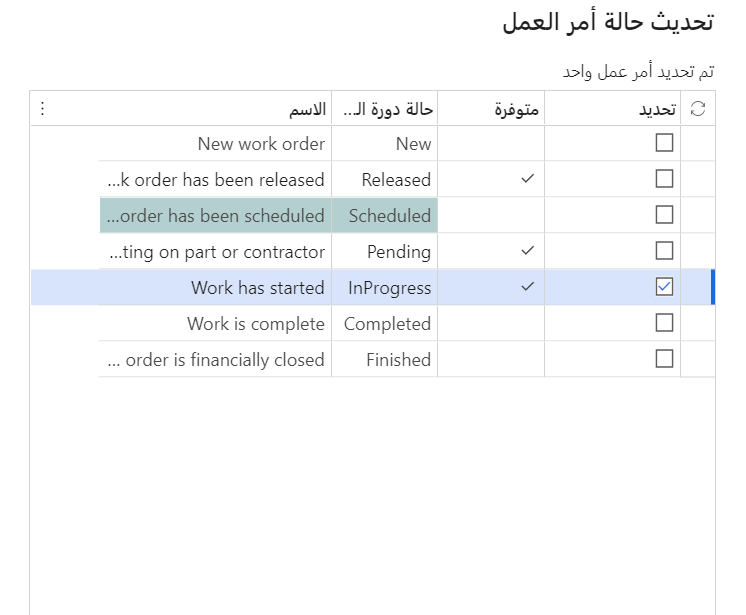 تحديث حالة أمر العمل
تم تحديد أمر عمل واحد
تحديد متوفرة حالة دورة الـ... الاسم
New New work order
Released ...k order has been released
Scheduled ...order has been scheduled
Pending ...ting on part or contractor
InProgress Work has started
Completed Work is complete
Finished ... order is financially closed